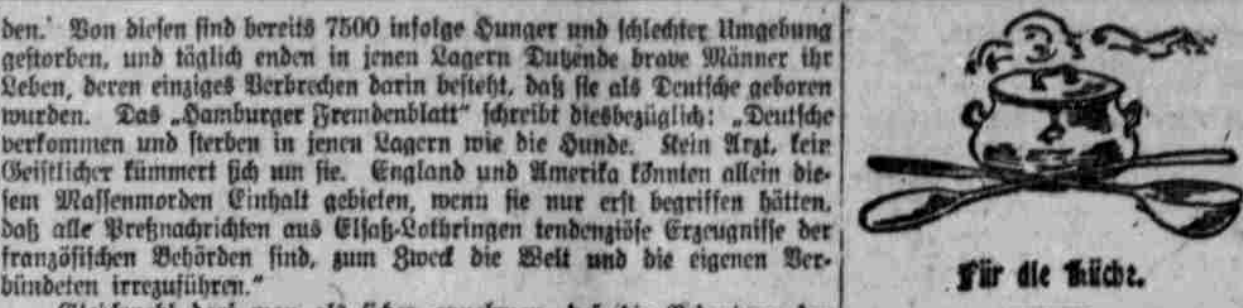 den.' Von diesen sind bereits 7500 infolge Hunger und schlechter Umgebung
gestorben, und täglich enden in jenen Lagern Dutzende brave Männer ihr
Leben, deren einziges Verbrechen darin besteht, daß sie als Deutsche geboren
wurden. Das „Hamburger Fremdenblatt“ schreibt diesbezüglich: „Deutsche
verkommen und sterben in jenen Lagern wie die Hunde. Kein Arzt, kein
Geistlicher kümmert sich um sie. England und Amerika könnten allein die-
sem Massenmorden Einhalt gebieten, wenn sie nur erst begriffen hätten,
daß alle Preßnachrichten aus Elsaß-Lothringen tendenziöse Erzeugnisse der
französischen Behörden sind, zum Zweck die Welt und die eigenen Ver-
bündeten irrezuführen.“
Für die Küche.